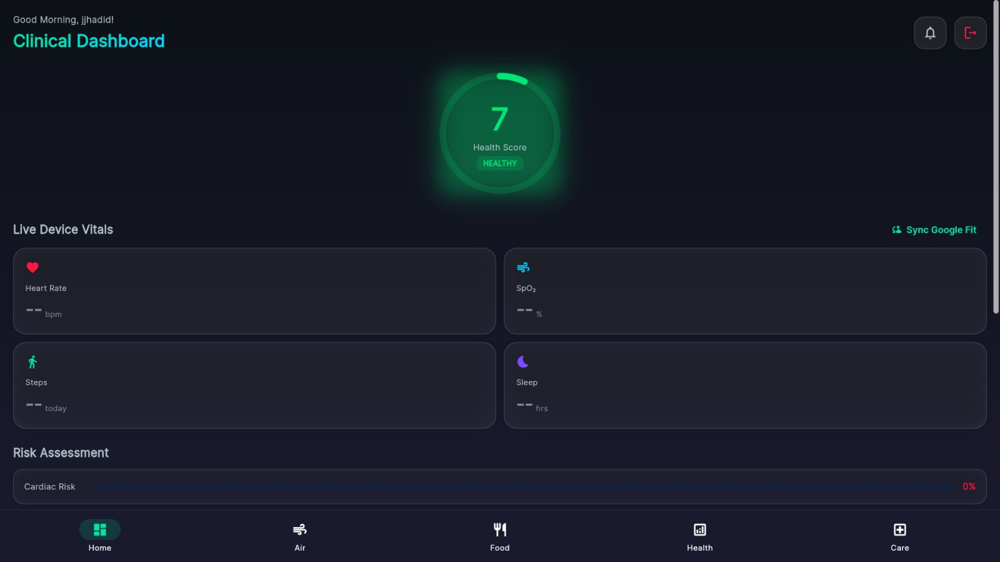 Good Morning, jjhadid!
Clinical Dashboard
7
Health Score
HEALTHY
Live Device Vitals
Sync Google Fit
Heart Rate
-- bpm
SpO₂
-- %
Steps
-- today
Sleep
-- hrs
Risk Assessment
Cardiac Risk 0%
Home
Air
Food
Health
Care